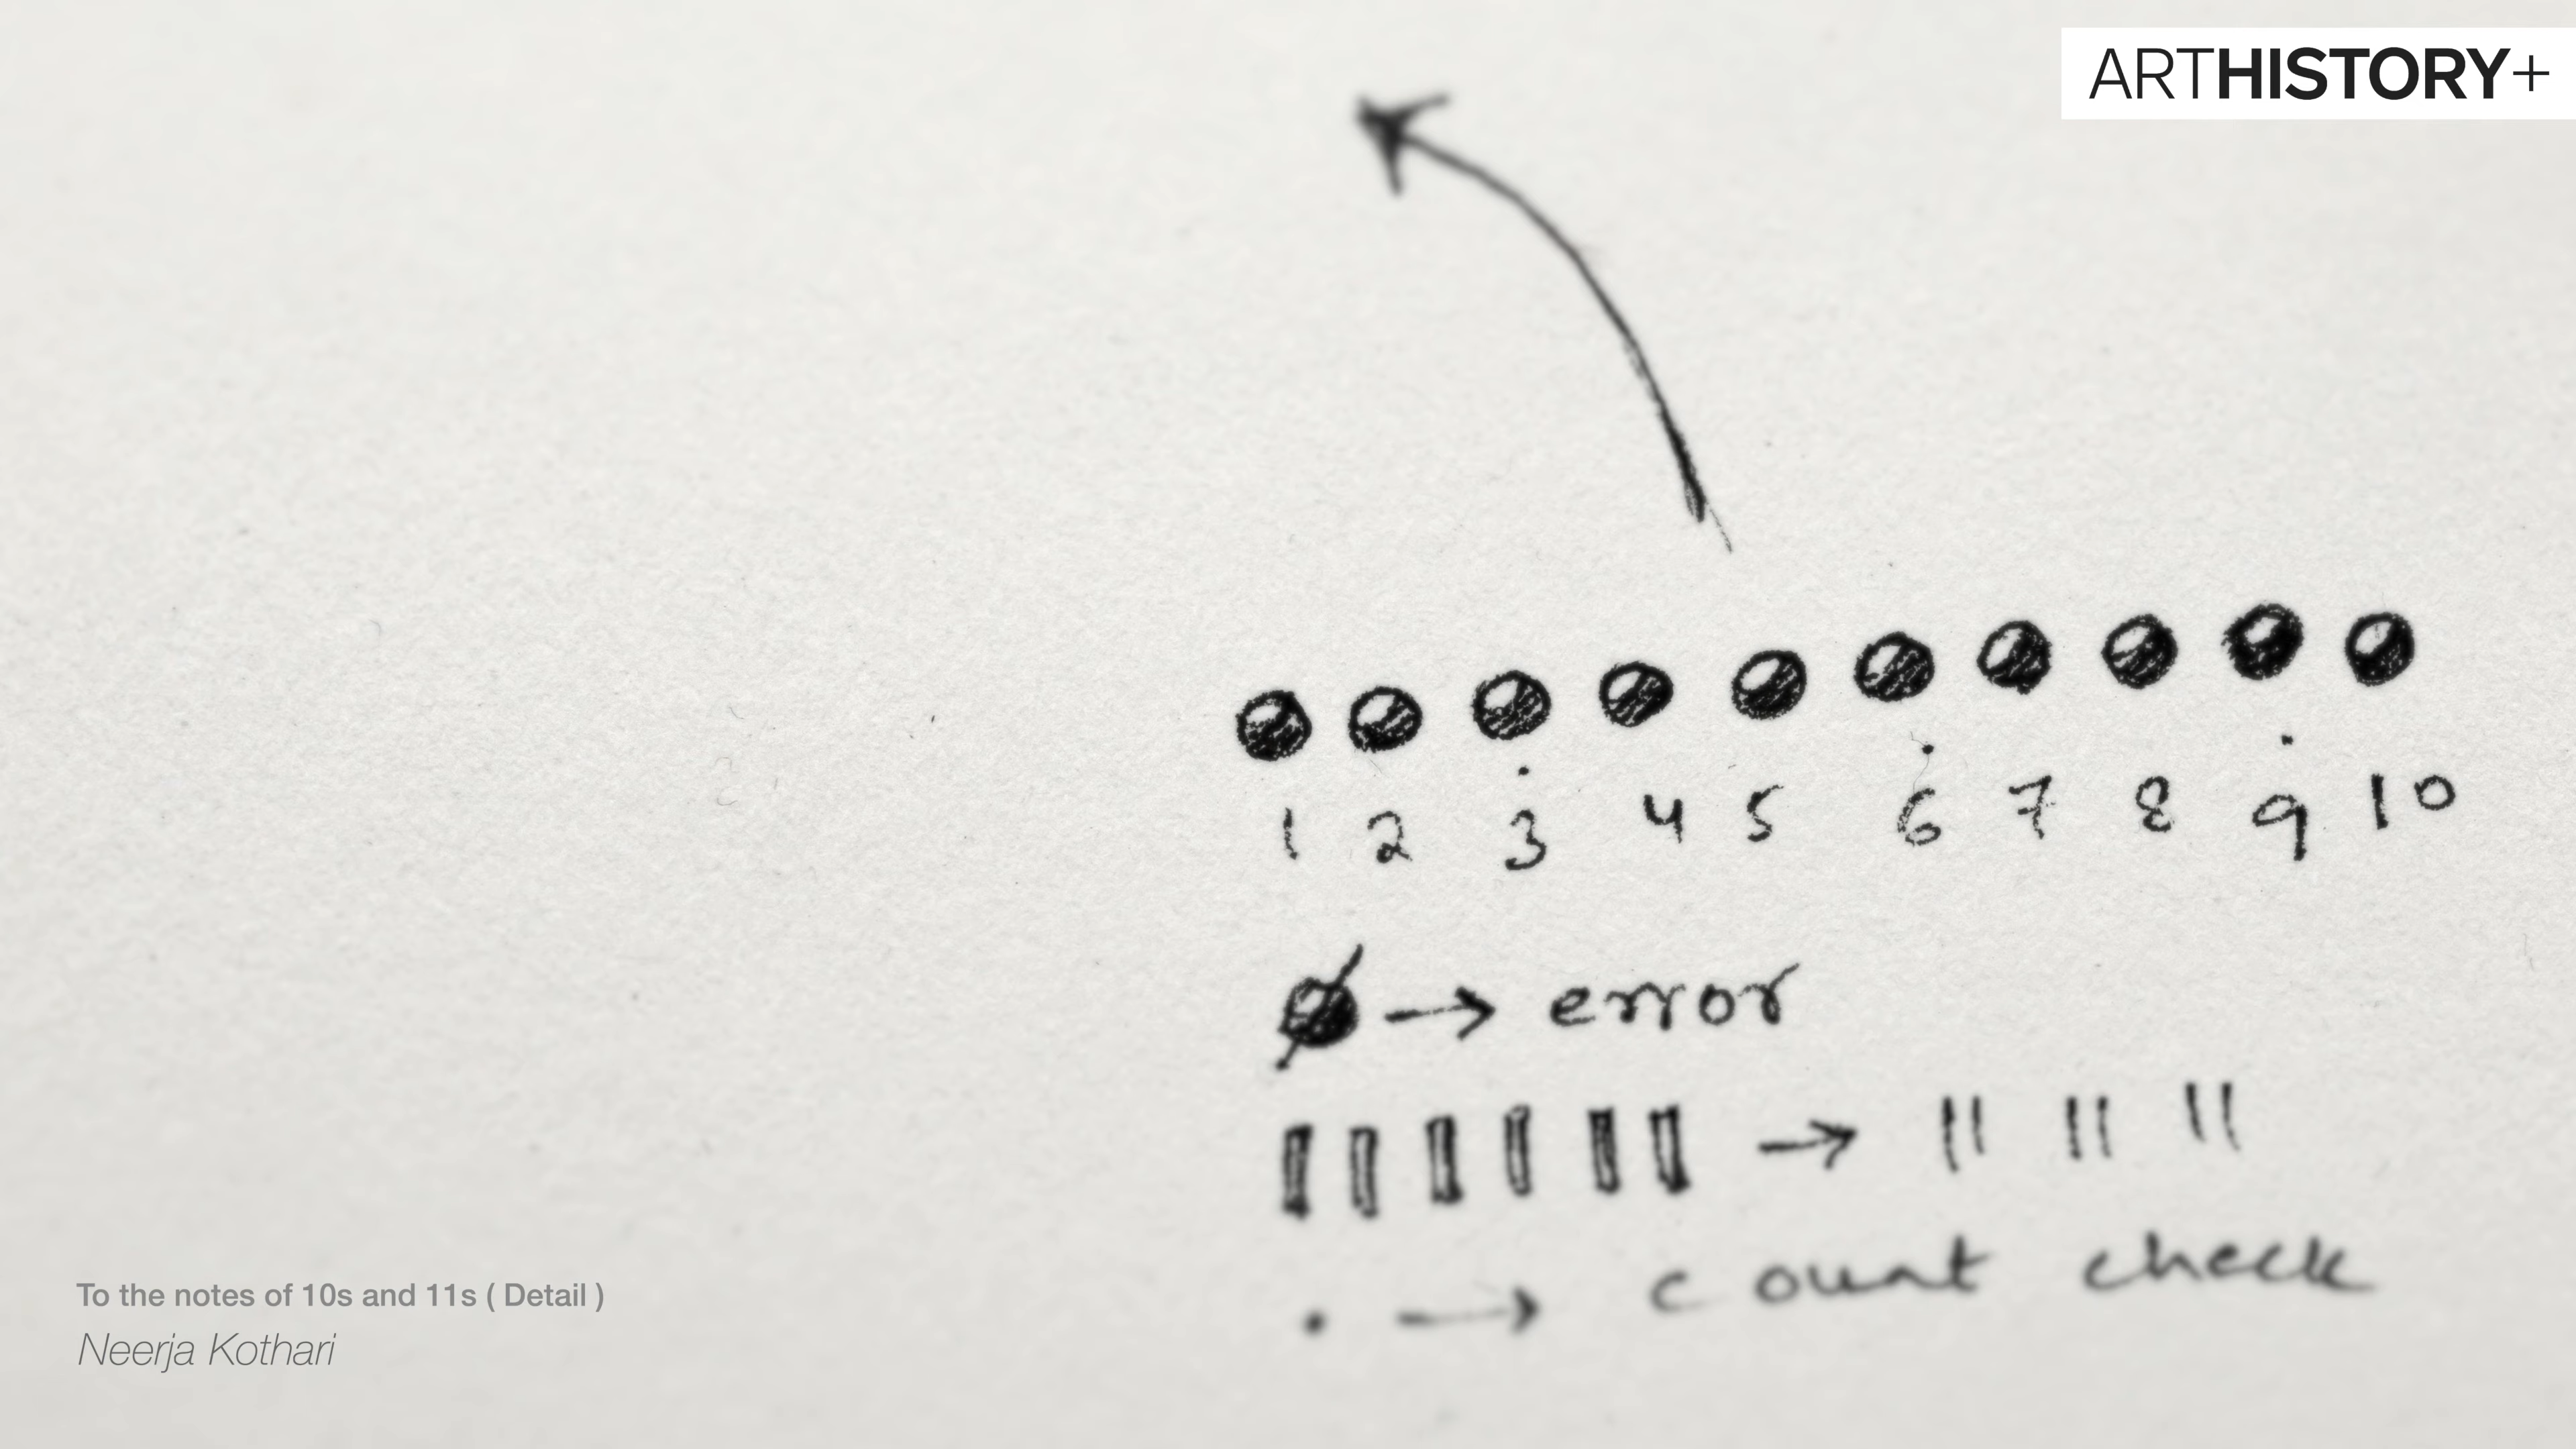 ARTHISTORY+
1 2 3 4 5 6 7 8 9 10
→ error
→ || || ||
. → count check
To the notes of 10s and 11s ( Detail )
Neerja Kothari